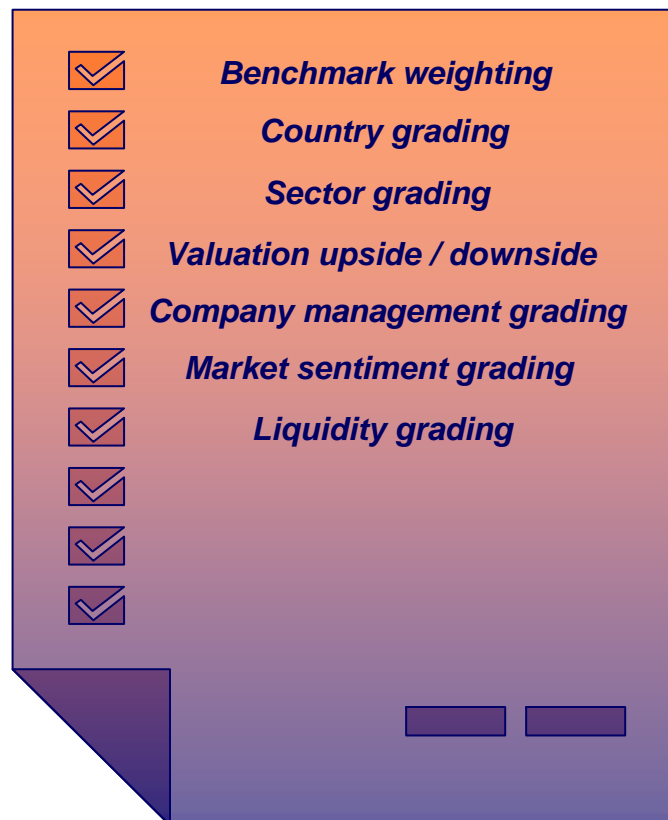 Benchmark weighting
Country grading
Sector grading
Valuation upside / downside
Company management grading
Market sentiment grading
Liquidity grading